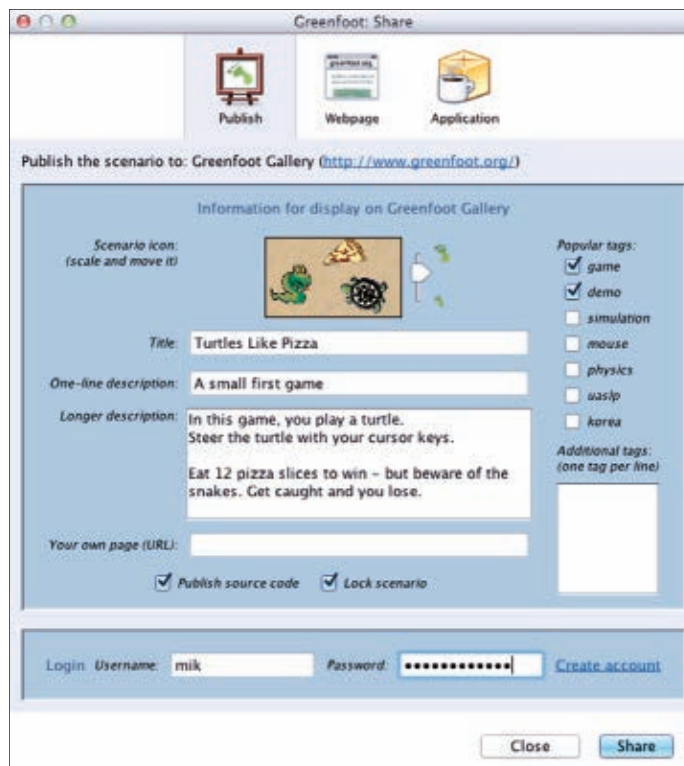 Greenfoot: Share
Publish
greenfoot.org
Webpage
Application
Publish the scenario to: Greenfoot Gallery (http://www.greenfoot.org/)
Information for display on Greenfoot Gallery
Scenario icon:
(scale and move it)
Popular tags:
game
demo
simulation
mouse
physics
uaslp
korea
Title: Turtles Like Pizza
One-line description: A small first game
Longer description: In this game, you play a turtle.
Steer the turtle with your cursor keys.
Eat 12 pizza slices to win – but beware of the
snakes. Get caught and you lose.
Additional tags:
(one tag per line)
Your own page (URL):
Publish source code
Lock scenario
Login Username: mik Password: •••••••••••• Create account
Close
Share